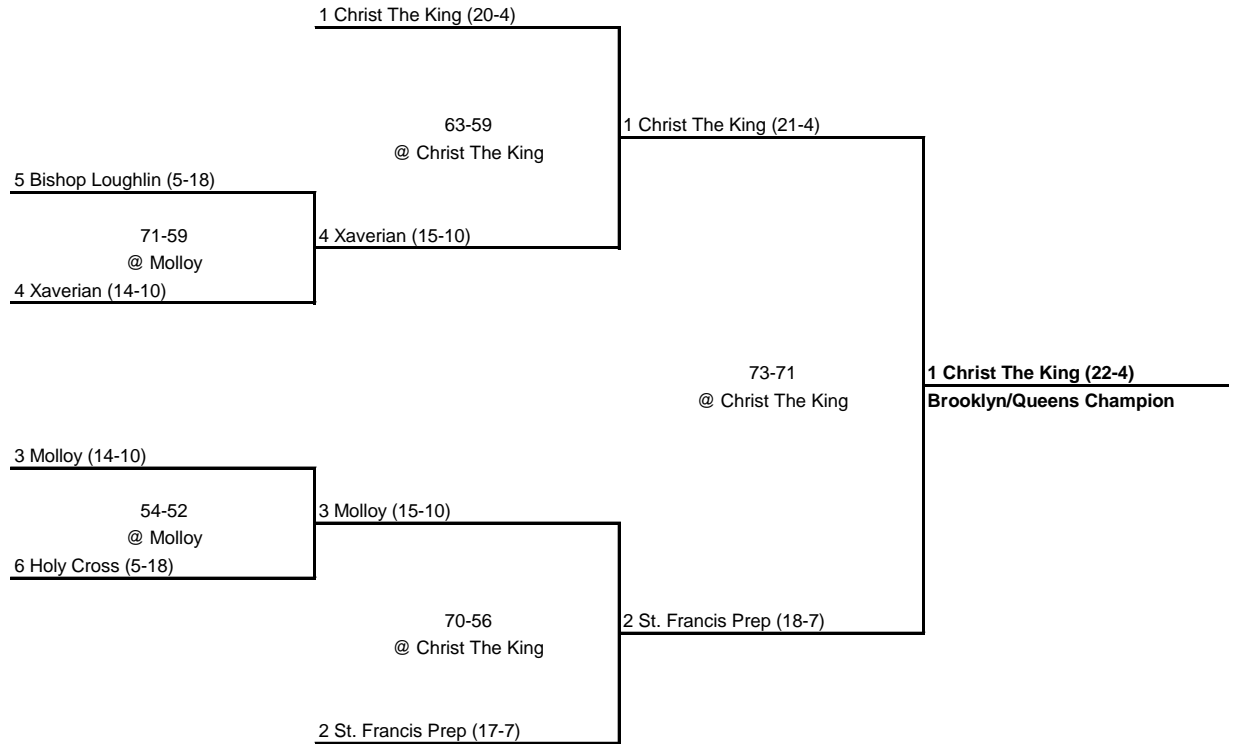 1 Christ The King (20-4)
63-59
@ Christ The King
1 Christ The King (21-4)
5 Bishop Loughlin (5-18)
71-59
@ Molloy
4 Xaverian (15-10)
4 Xaverian (14-10)
73-71
@ Christ The King
1 Christ The King (22-4)
Brooklyn/Queens Champion
3 Molloy (14-10)
54-52
@ Molloy
3 Molloy (15-10)
6 Holy Cross (5-18)
70-56
@ Christ The King
2 St. Francis Prep (18-7)
2 St. Francis Prep (17-7)